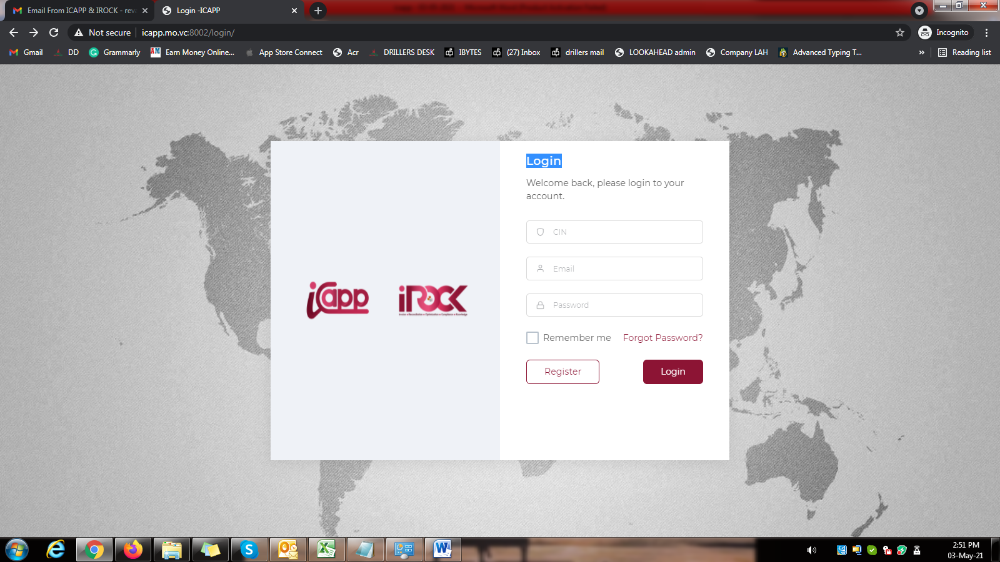 Email From ICAPP & IROCK - rev
Login -ICAPP
Not secure
icapp.mo.vc:8002/login/
Incognito
Gmail
DD
Grammarly
Earn Money Online...
App Store Connect
Acr
DRILLERS DESK
IBYTES
(27) Inbox
drillers mail
LOOKAHEAD admin
Company LAH
Advanced Typing T...
»
Reading list
Login
Welcome back, please login to your
account.
CIN
Email
Password
Remember me
Forgot Password?
Register
Login
iCapp
iROCK
2:51 PM
03-May-21